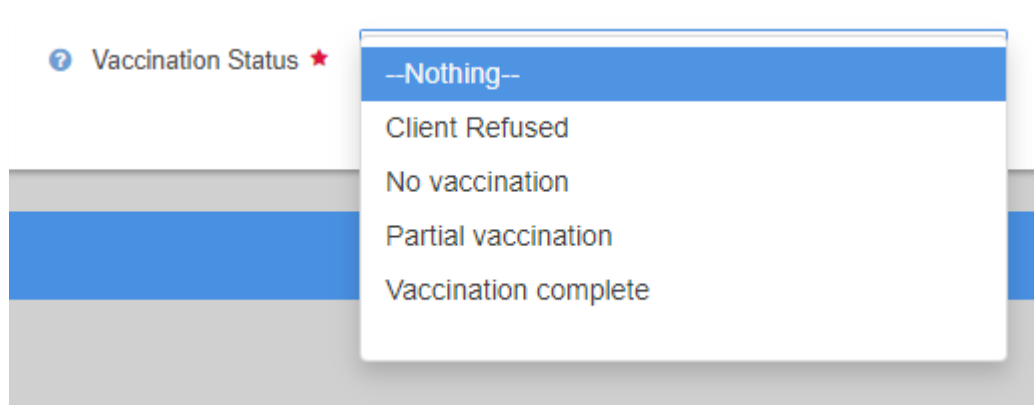 Vaccination Status
--Nothing--
Client Refused
No vaccination
Partial vaccination
Vaccination complete